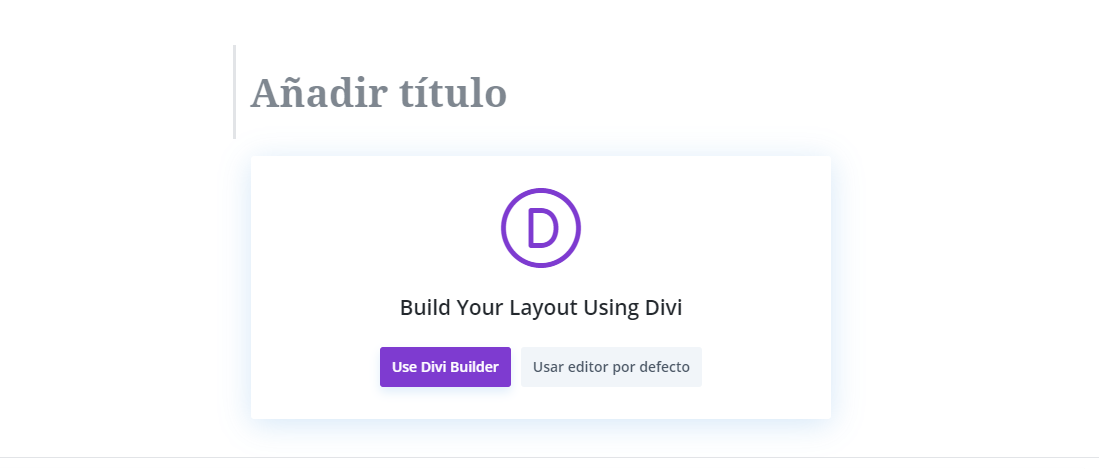 Añadir título
D
Build Your Layout Using Divi
Use Divi Builder
Usar editor por defecto